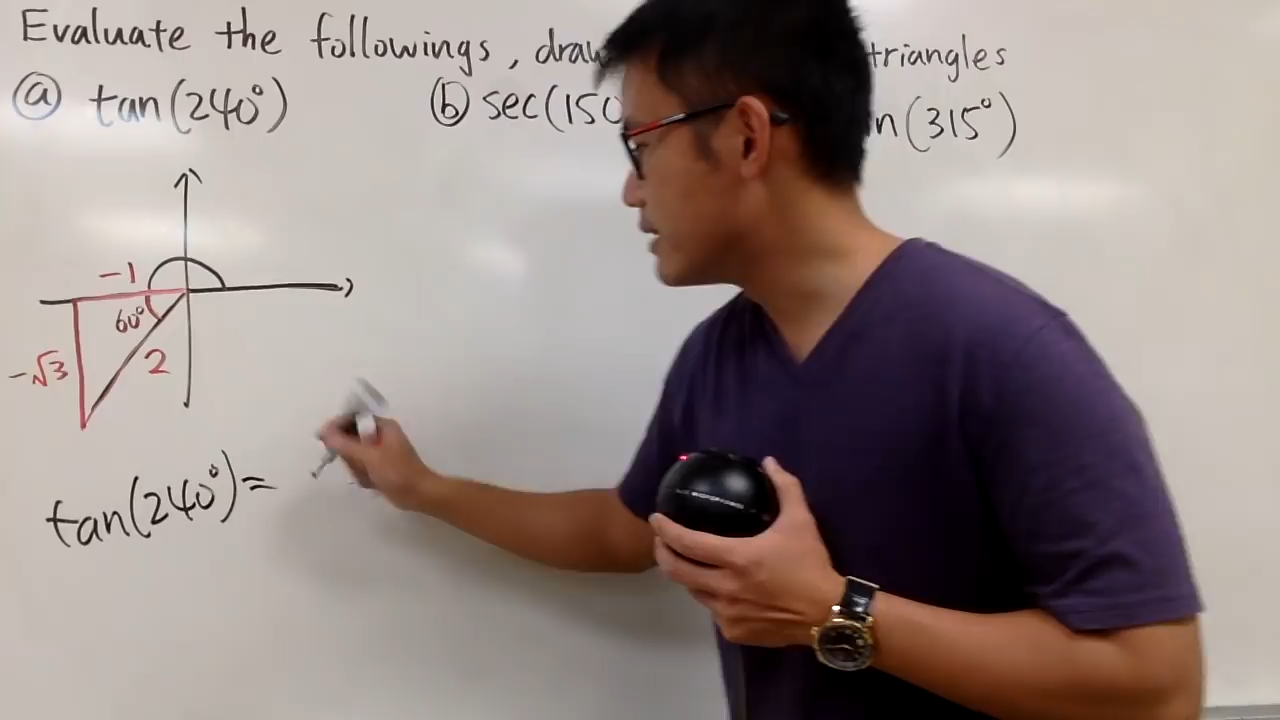 Evaluate the followings, draw triangles
ⓐ tan(240°) ⓑ sec(150 n(315°)
-1
60°
-√3 2
tan(240°)=